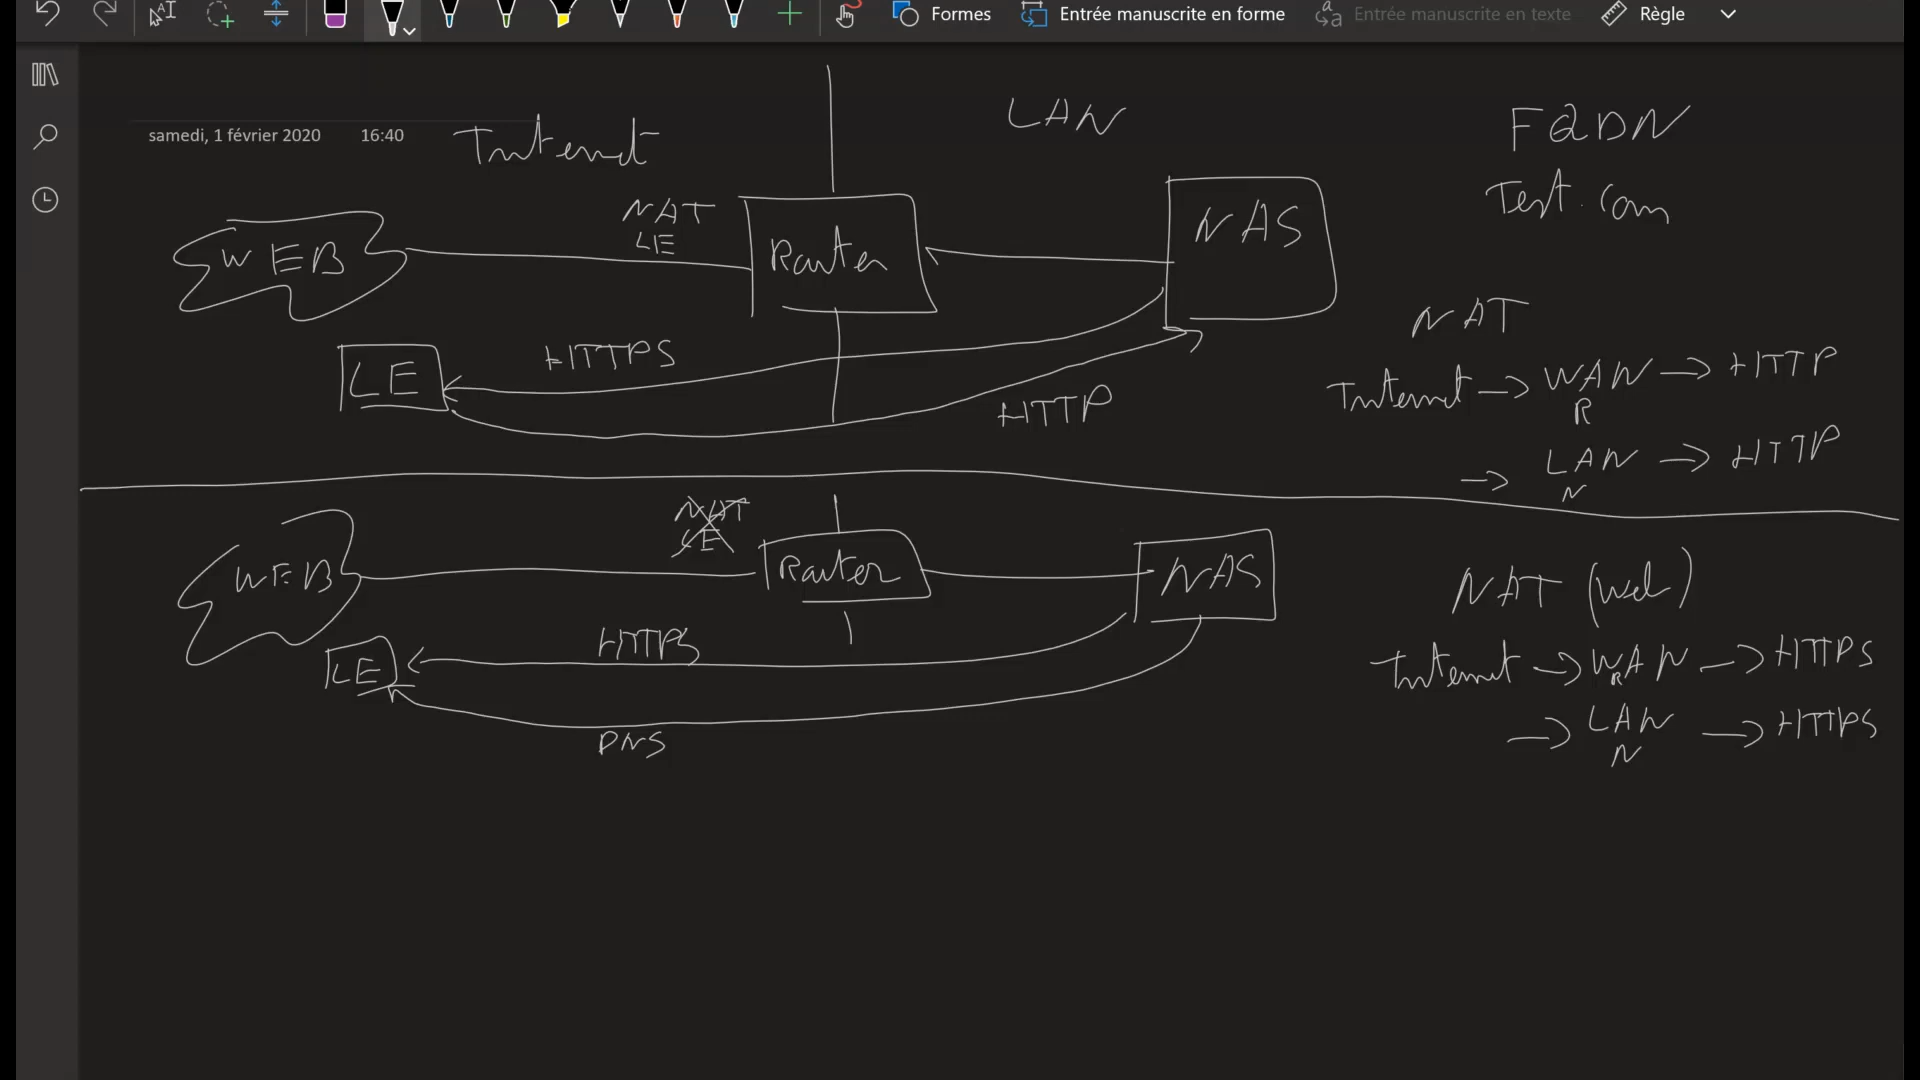 Formes
Entrée manuscrite en forme
Entrée manuscrite en texte
Règle
samedi, 1 février 2020 16:40
Internet
LAN
FQDN
Test.com
WEB
NAT
LE
Router
NAS
LE
HTTPS
HTTP
NAT
Internet → WAN → HTTP
R
→ LAN → HTTP
N
WEB
NAT
LE
Router
NAS
LE
HTTPS
DNS
NAT (Web)
Internet → WAN → HTTPS
R
→ LAN → HTTPS
N